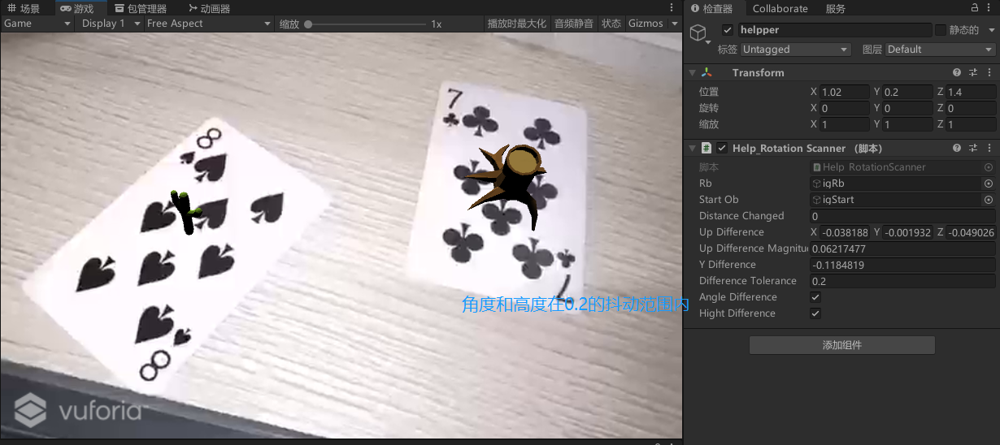 场景 游戏 包管理器 动画器
Game Display 1 Free Aspect 缩放 1x 播放时最大化 音频静音 状态 Gizmos
7
8
8
7
角度和高度在0.2的抖动范围内
vuforia™
检查器 Collaborate 服务
helpper 静态的
标签 Untagged 图层 Default
Transform
位置 X 1.02 Y 0.2 Z 1.4
旋转 X 0 Y 0 Z 0
缩放 X 1 Y 1 Z 1
# Help_Rotation Scanner （脚本）
脚本 Help_RotationScanner
Rb igRb
Start Ob igStart
Distance Changed 0
Up Difference X -0.038188 Y -0.001932 Z -0.049026
Up Difference Magnitu 0.06217477
Y Difference -0.1184819
Difference Tolerance 0.2
Angle Difference
Hight Difference
添加组件